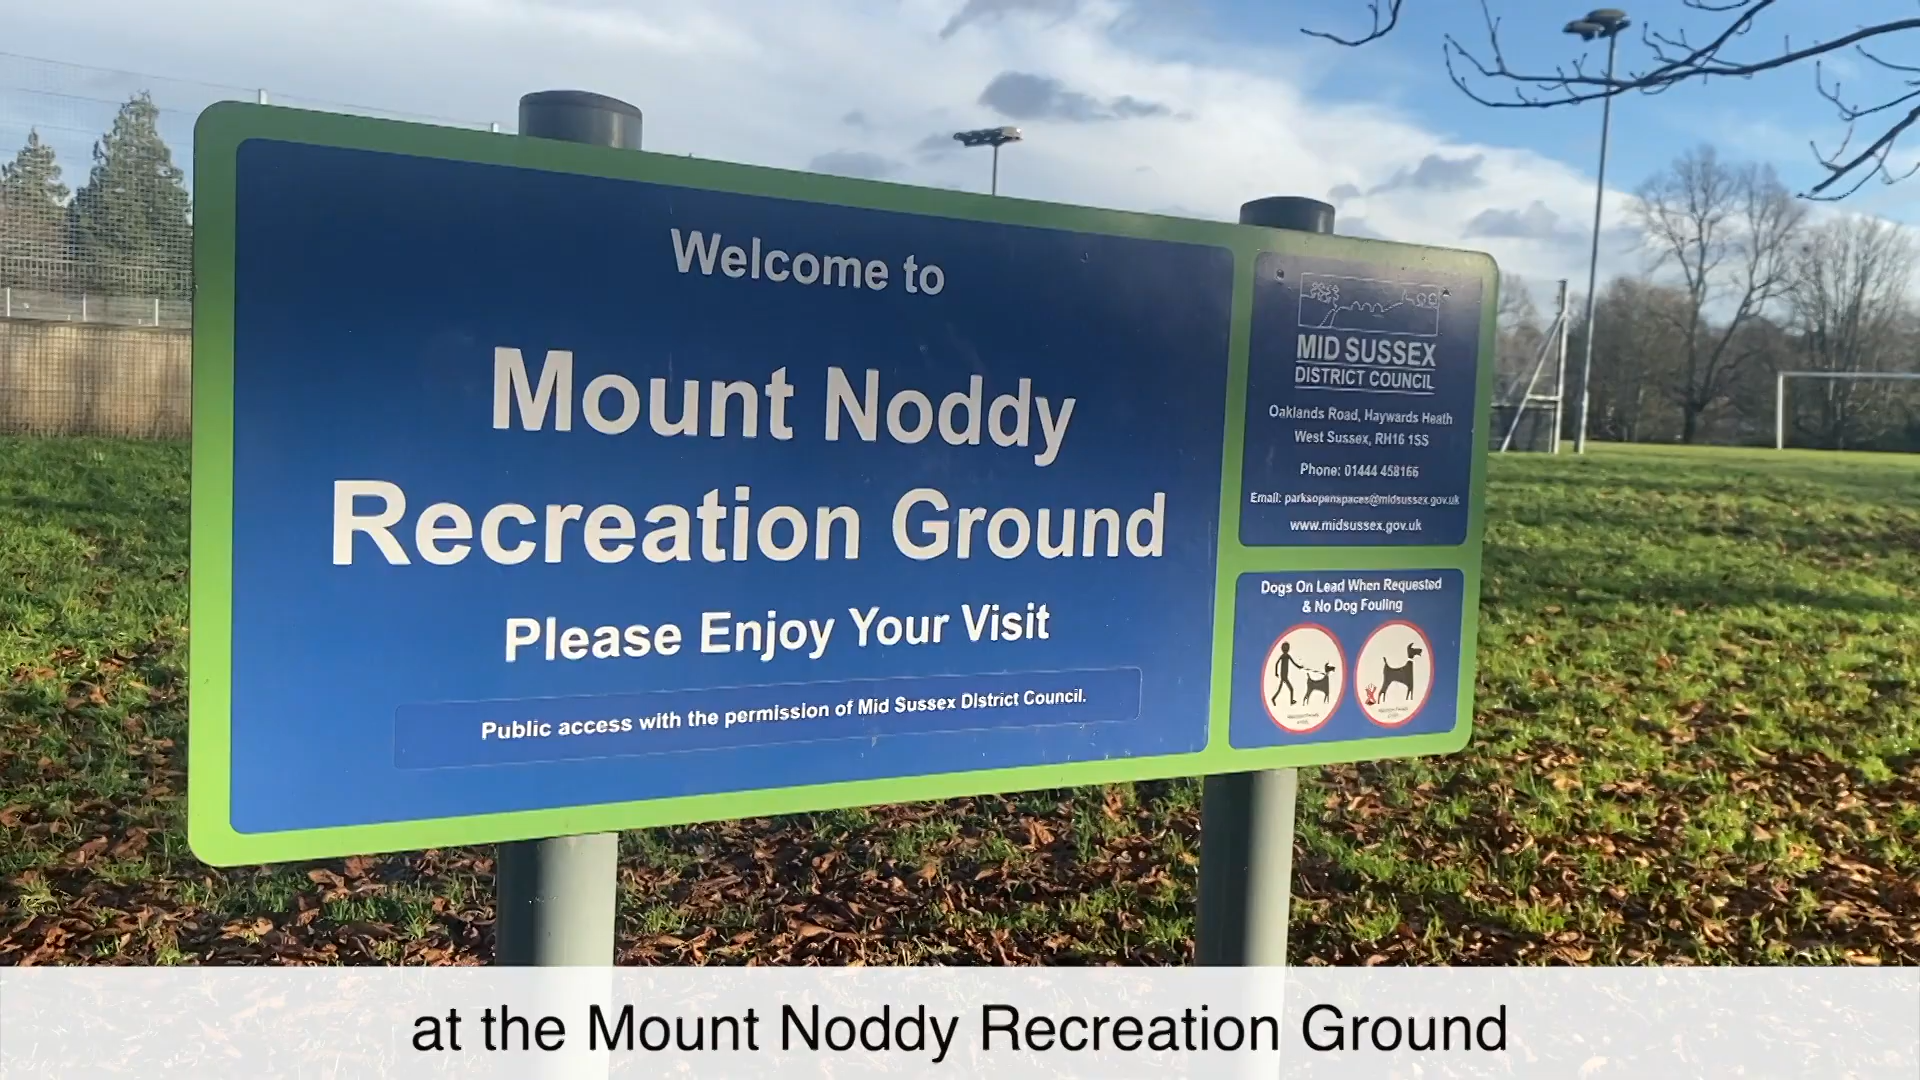 Welcome to
Mount Noddy
Recreation Ground
Please Enjoy Your Visit
Public access with the permission of Mid Sussex District Council.
MID SUSSEX
DISTRICT COUNCIL
Oaklands Road, Haywards Heath
West Sussex, RH16 1SS
Phone: 01444 458166
Email: parksopenspaces@midsussex.gov.uk
www.midsussex.gov.uk
Dogs On Lead When Requested
& No Dog Fouling
at the Mount Noddy Recreation Ground